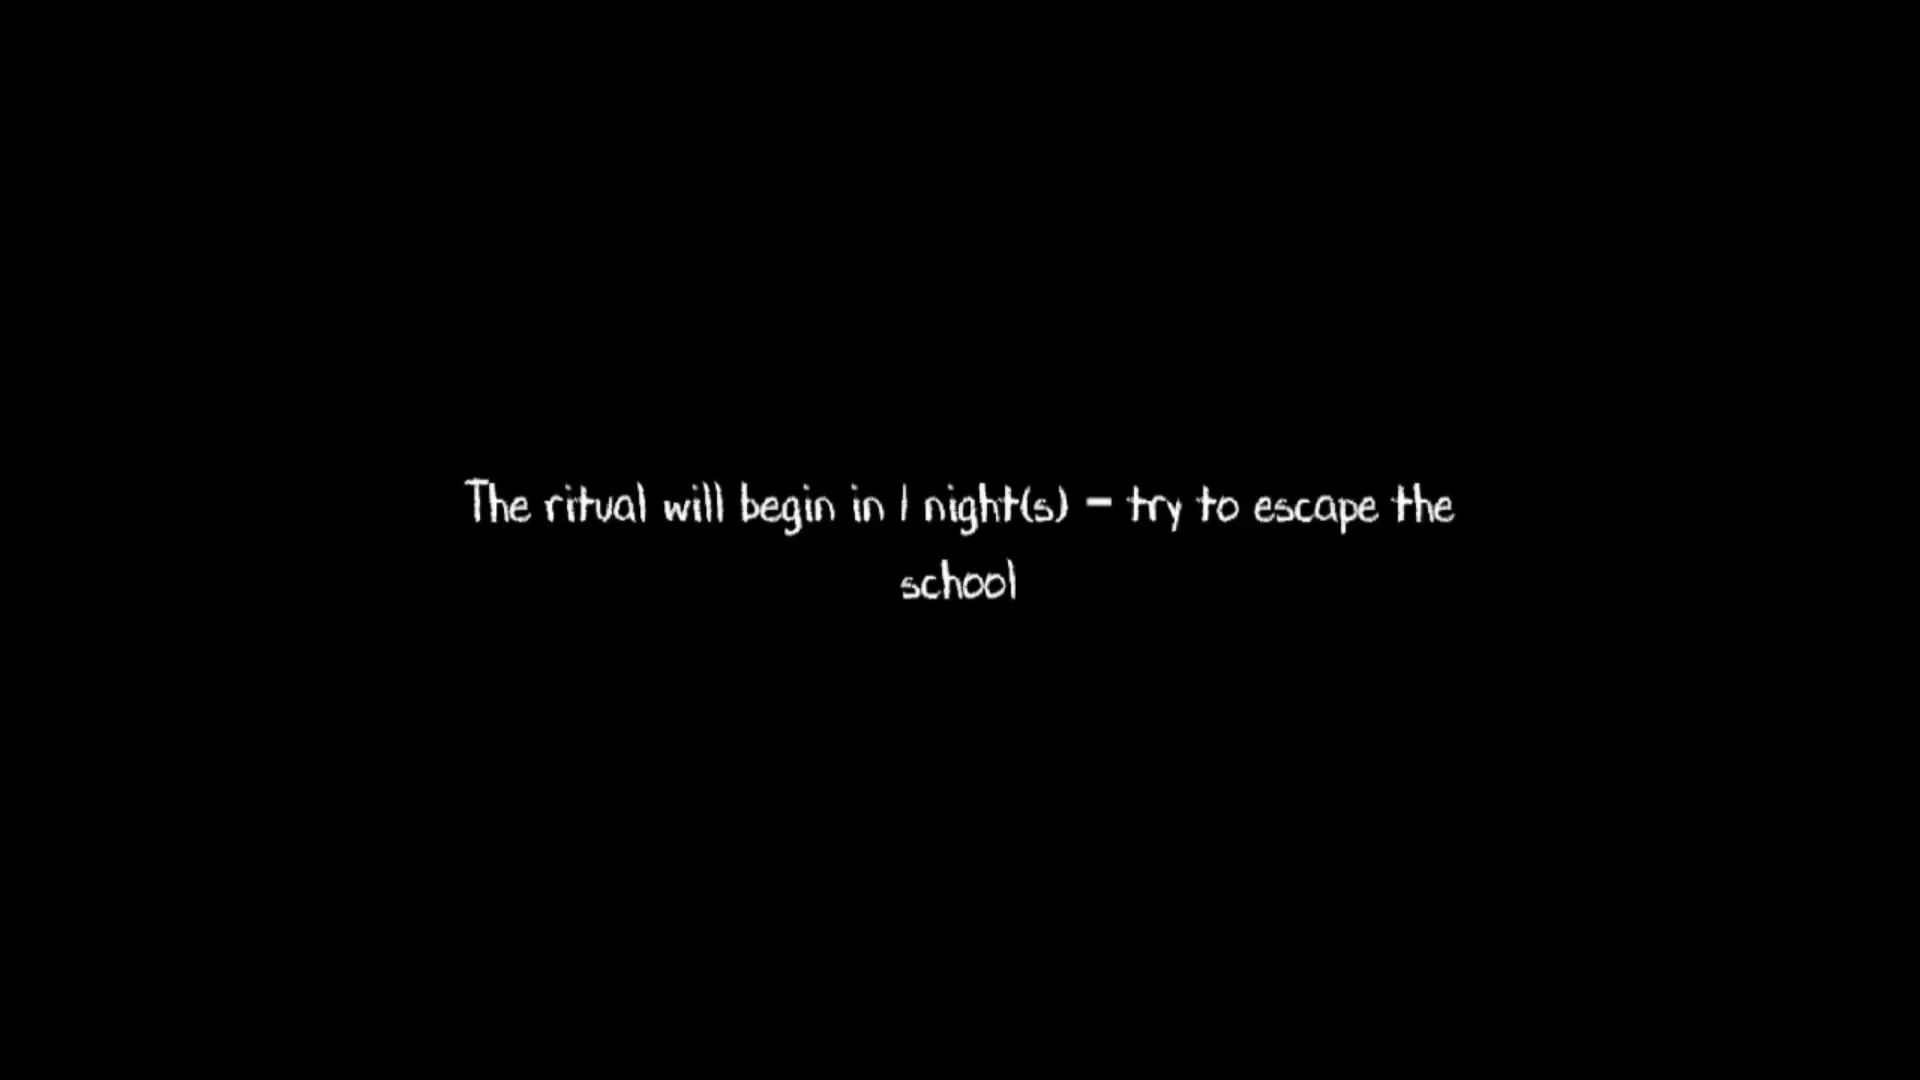 The ritual will begin in 1 night(s) - try to escape the
school